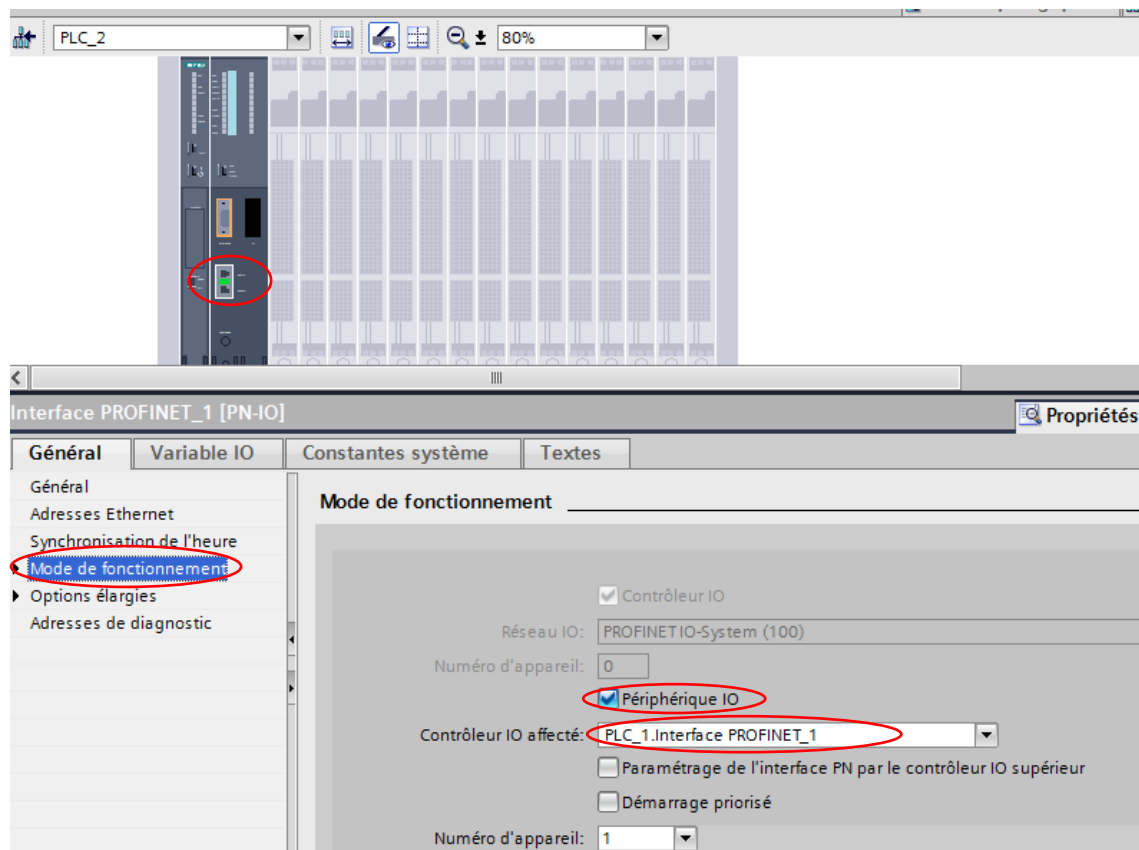 PLC_2 80%
Interface PROFINET_1 [PN-IO] Propriétés
Général Variable IO Constantes système Textes
Général
Adresses Ethernet
Synchronisation de l'heure
Mode de fonctionnement
Options élargies
Adresses de diagnostic
Mode de fonctionnement
Contrôleur IO
Réseau IO: PROFINET IO-System (100)
Numéro d'appareil: 0
Périphérique IO
Contrôleur IO affecté: PLC_1.Interface PROFINET_1
Paramétrage de l'interface PN par le contrôleur IO supérieur
Démarrage priorisé
Numéro d'appareil: 1